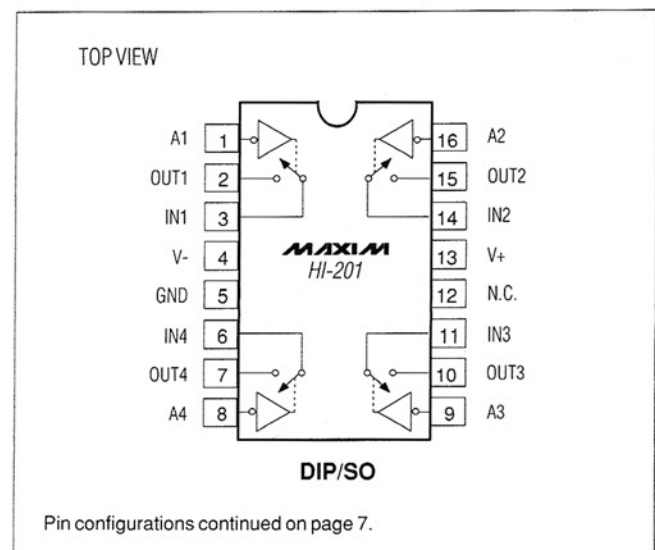 TOP VIEW
A1 1 16 A2
OUT1 2 15 OUT2
IN1 3 14 IN2
V- 4 MAXIM 13 V+
HI-201
GND 5 12 N.C.
IN4 6 11 IN3
OUT4 7 10 OUT3
A4 8 9 A3
DIP/SO
Pin configurations continued on page 7.